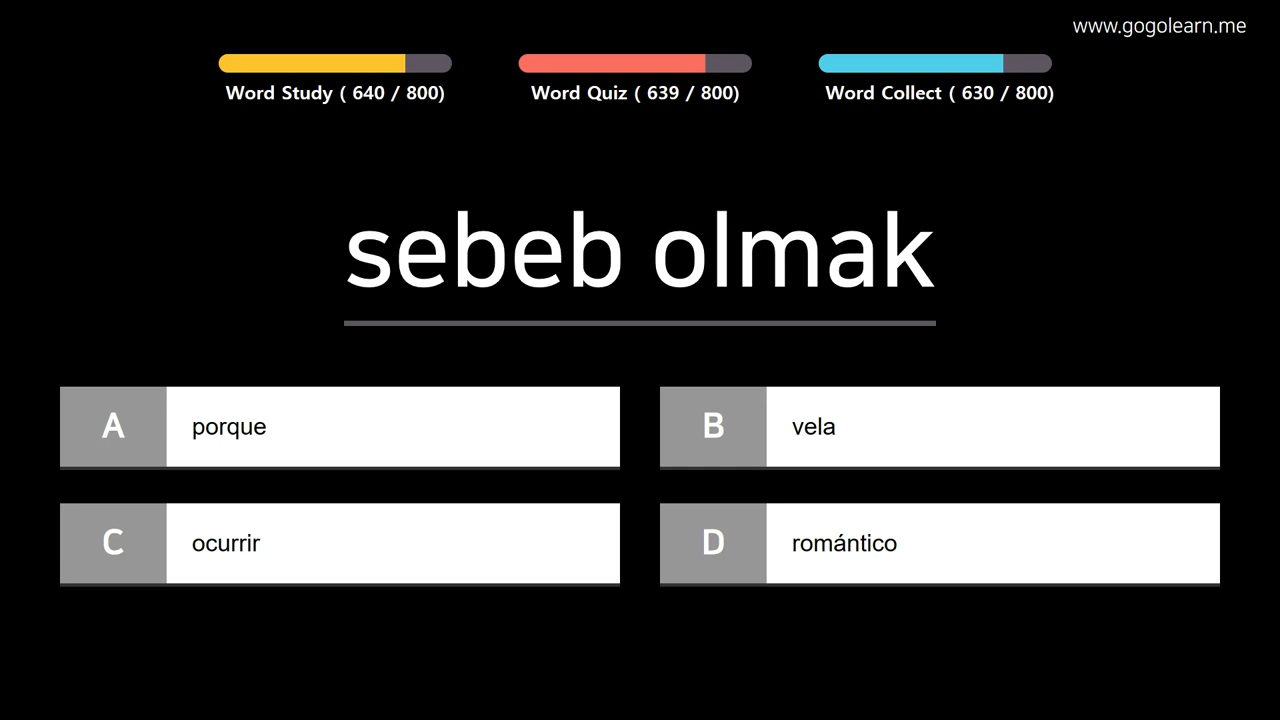 www.gogolearn.me
Word Study ( 640 / 800)
Word Quiz ( 639 / 800)
Word Collect ( 630 / 800)
sebeb olmak
A porque
B vela
C ocurrir
D romántico